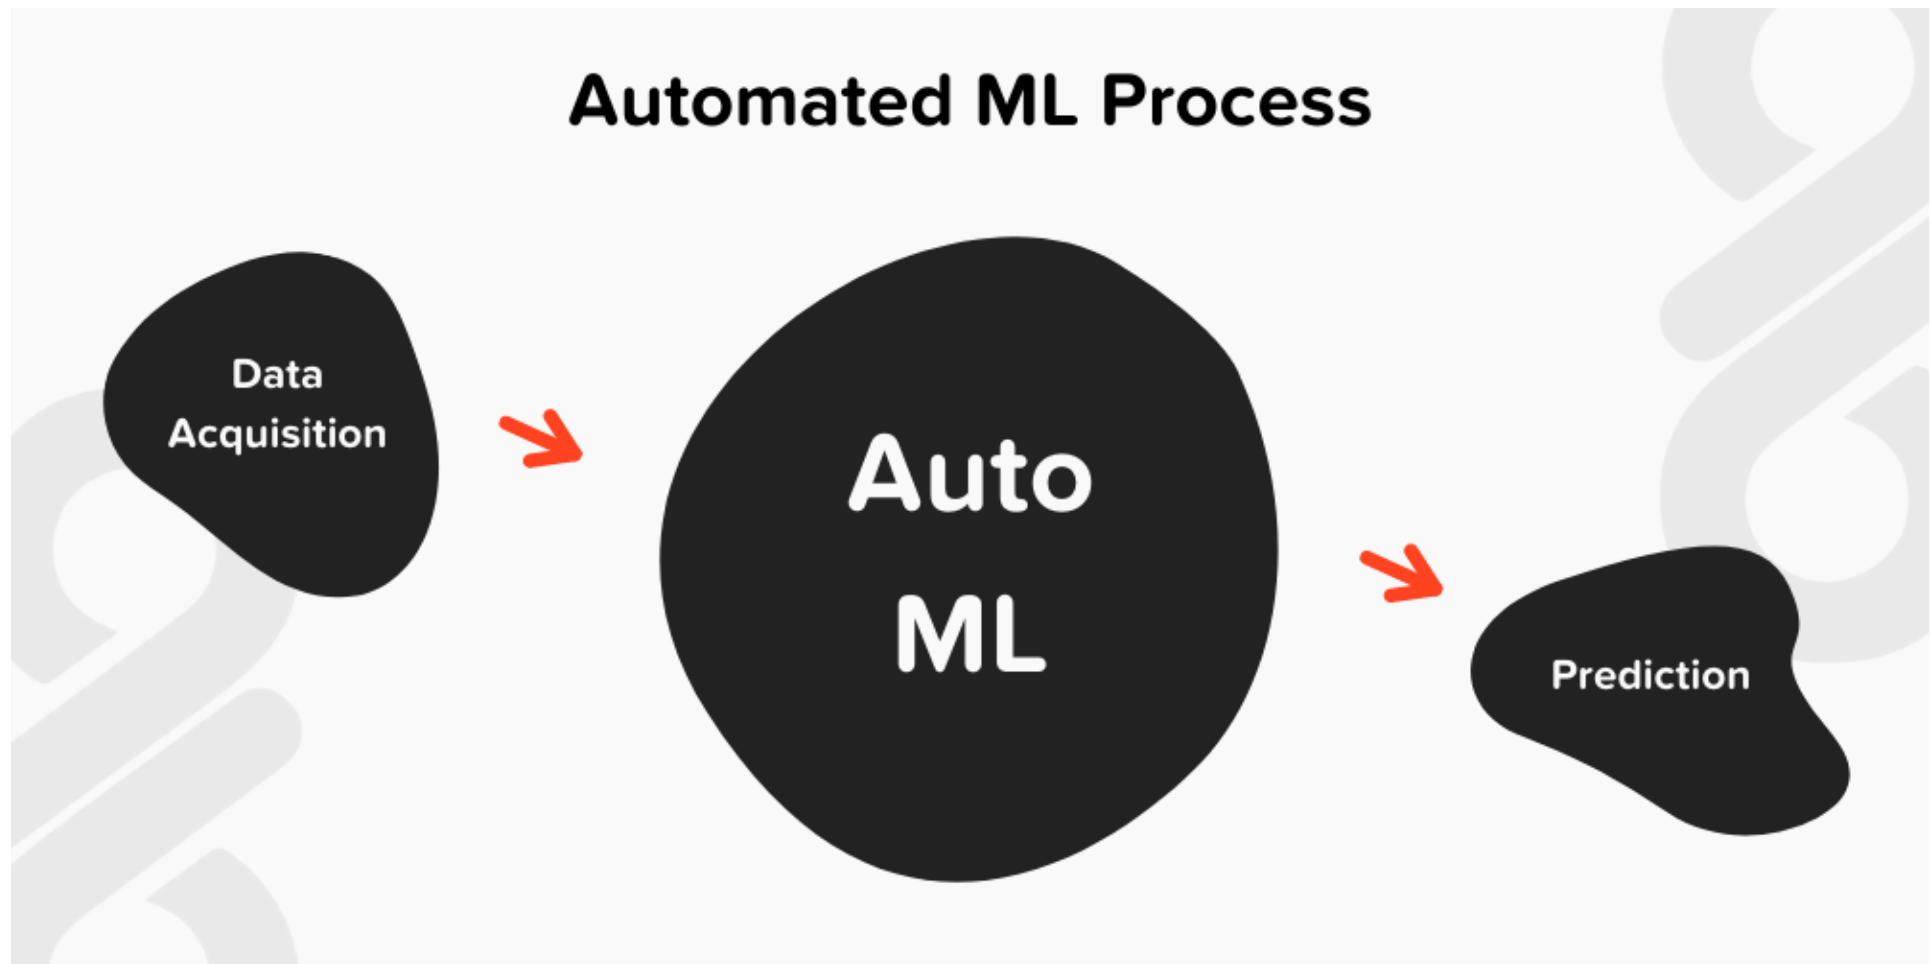 Automated ML Process
Data
Acquisition
Auto
ML
Prediction